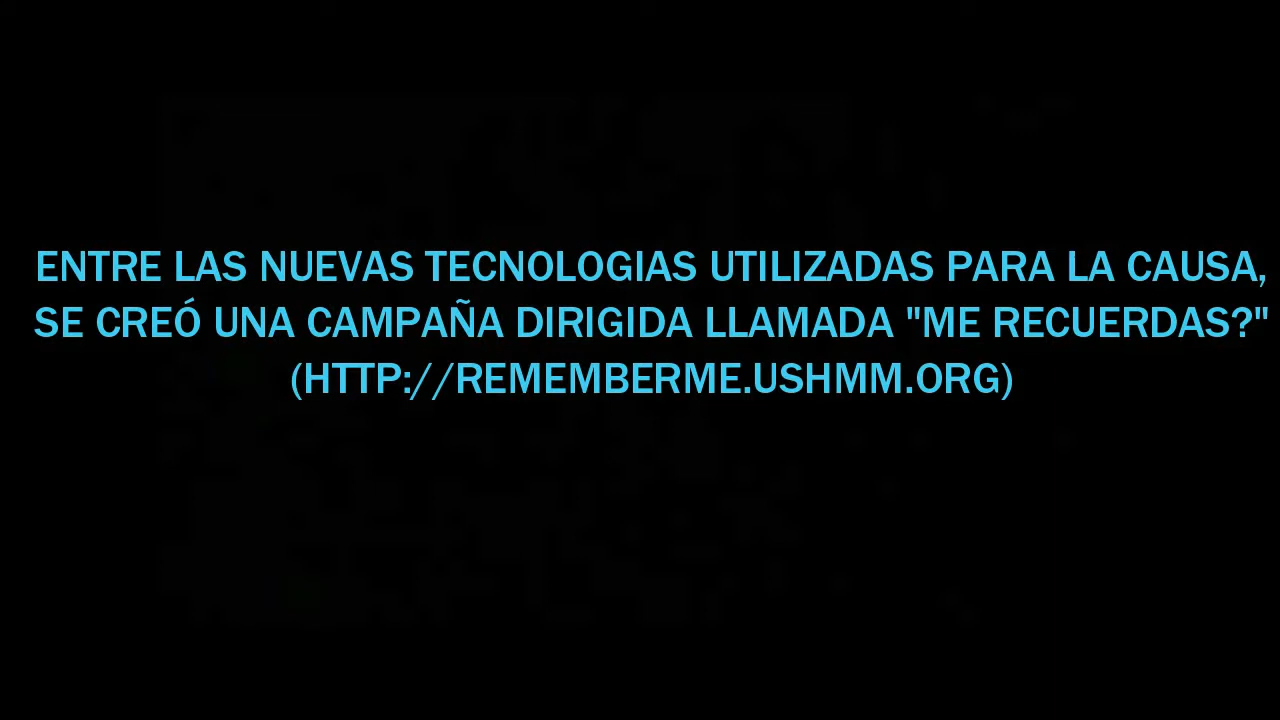 ENTRE LAS NUEVAS TECNOLOGIAS UTILIZADAS PARA LA CAUSA,
SE CREÓ UNA CAMPAÑA DIRIGIDA LLAMADA "ME RECUERDAS?"
(HTTP://REMEMBERME.USHMM.ORG)